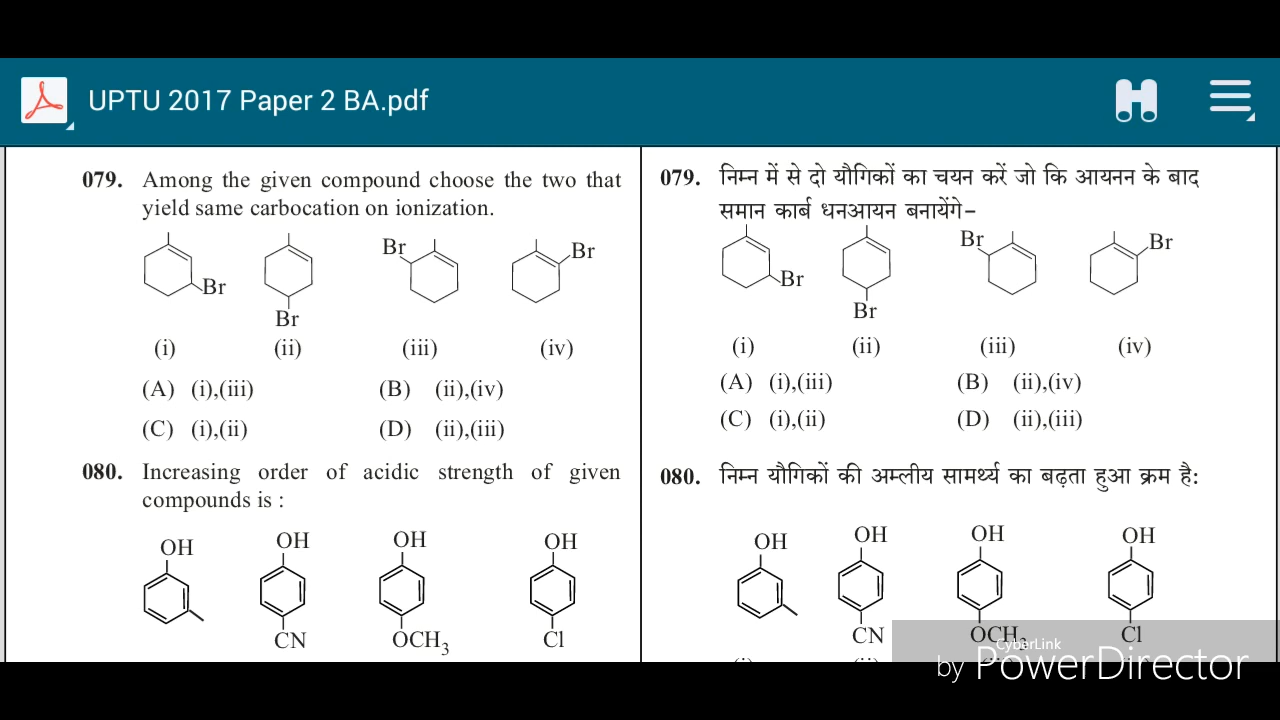 UPTU 2017 Paper 2 BA.pdf
079. Among the given compound choose the two that
yield same carbocation on ionization.
Br
Br
Br
Br
(i) (ii) (iii) (iv)
(A) (i),(iii) (B) (ii),(iv)
(C) (i),(ii) (D) (ii),(iii)
080. Increasing order of acidic strength of given
compounds is :
OH OH OH OH
CN OCH3 Cl
079. निम्न में से दो यौगिकों का चयन करें जो कि आयनन के बाद
समान कार्ब धनआयन बनायेंगे-
Br
Br
Br
Br
(i) (ii) (iii) (iv)
(A) (i),(iii) (B) (ii),(iv)
(C) (i),(ii) (D) (ii),(iii)
080. निम्न यौगिकों की अम्लीय सामर्थ्य का बढ़ता हुआ क्रम है:
OH OH OH OH
CN OCH3 Cl
CyberLink
by PowerDirector